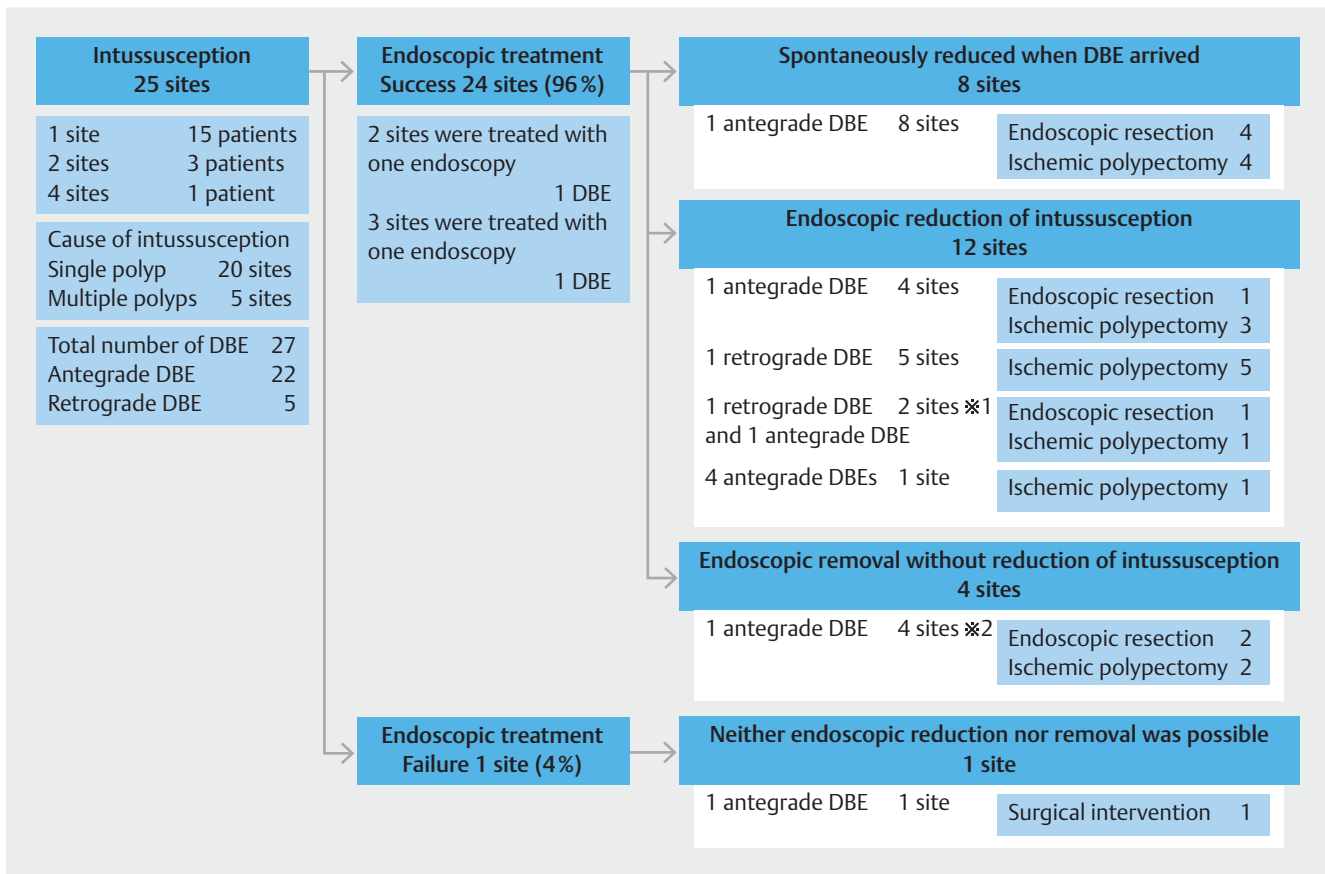 Intussusception
25 sites
1 site 15 patients
2 sites 3 patients
4 sites 1 patient
Cause of intussusception
Single polyp 20 sites
Multiple polyps 5 sites
Total number of DBE 27
Antegrade DBE 22
Retrograde DBE 5
Endoscopic treatment
Success 24 sites (96 %)
2 sites were treated with
one endoscopy
1 DBE
3 sites were treated with
one endoscopy
1 DBE
Spontaneously reduced when DBE arrived
8 sites
1 antegrade DBE 8 sites
Endoscopic resection 4
Ischemic polypectomy 4
Endoscopic reduction of intussusception
12 sites
1 antegrade DBE 4 sites
Endoscopic resection 1
Ischemic polypectomy 3
1 retrograde DBE 5 sites
Ischemic polypectomy 5
1 retrograde DBE 2 sites ※1
and 1 antegrade DBE
Endoscopic resection 1
Ischemic polypectomy 1
4 antegrade DBEs 1 site
Ischemic polypectomy 1
Endoscopic removal without reduction of intussusception
4 sites
1 antegrade DBE 4 sites ※2
Endoscopic resection 2
Ischemic polypectomy 2
Endoscopic treatment
Failure 1 site (4 %)
Neither endoscopic reduction nor removal was possible
1 site
1 antegrade DBE 1 site
Surgical intervention 1